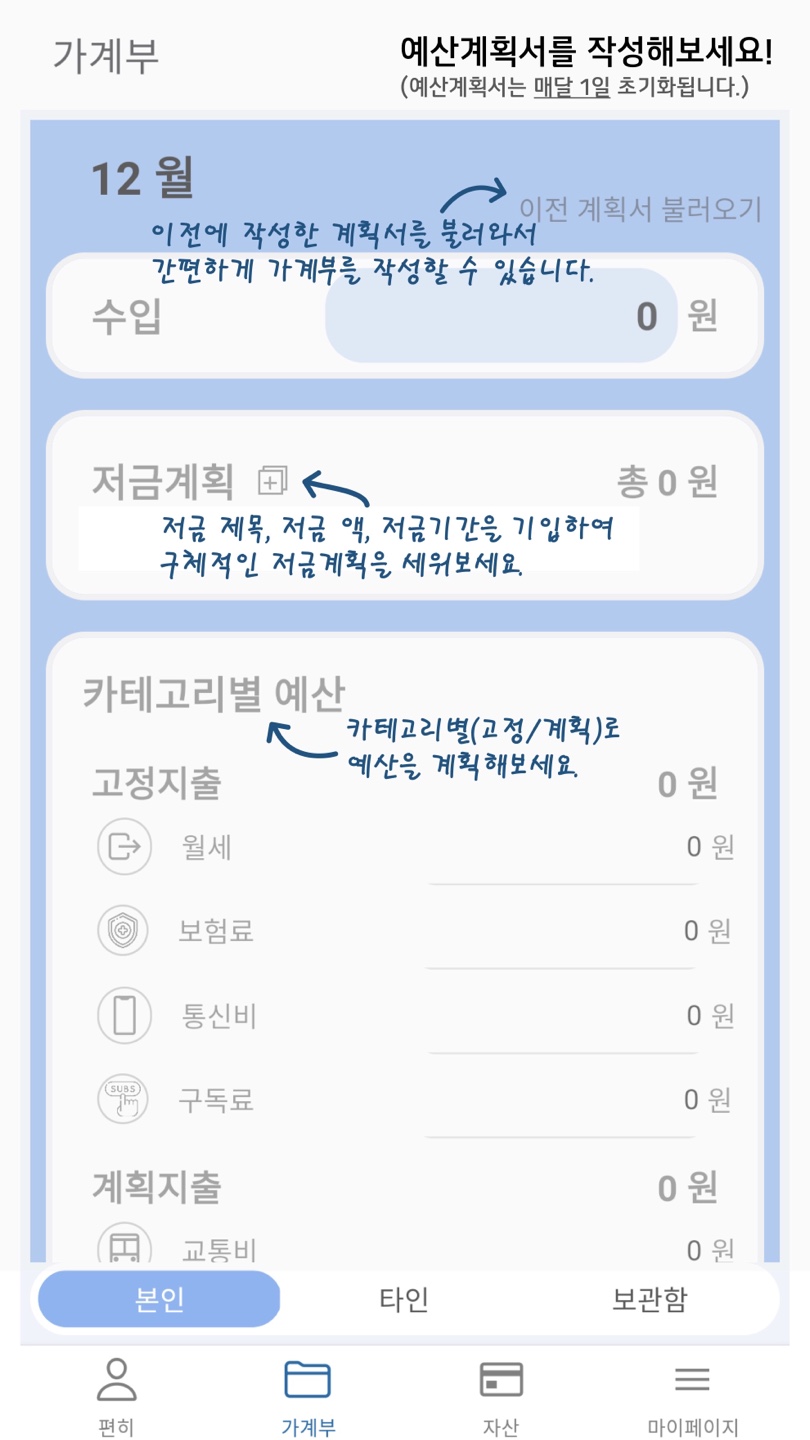 가계부
예산계획서를 작성해보세요!
(예산계획서는 매달 1일 초기화됩니다.)
12 월
이전 계획서 불러오기
이전에 작성한 계획서를 불러와서
간편하게 가계부를 작성할 수 있습니다.
수입 0 원
저금계획 총 0 원
저금 제목, 저금 액, 저금기간을 기입하여
구체적인 저금계획을 세워보세요.
카테고리별 예산
카테고리별(고정/계획)로
예산을 계획해보세요.
고정지출 0 원
월세 0 원
보험료 0 원
통신비 0 원
SUBS 구독료 0 원
계획지출 0 원
교통비 0 원
본인 타인 보관함
편히 가계부 자산 마이페이지